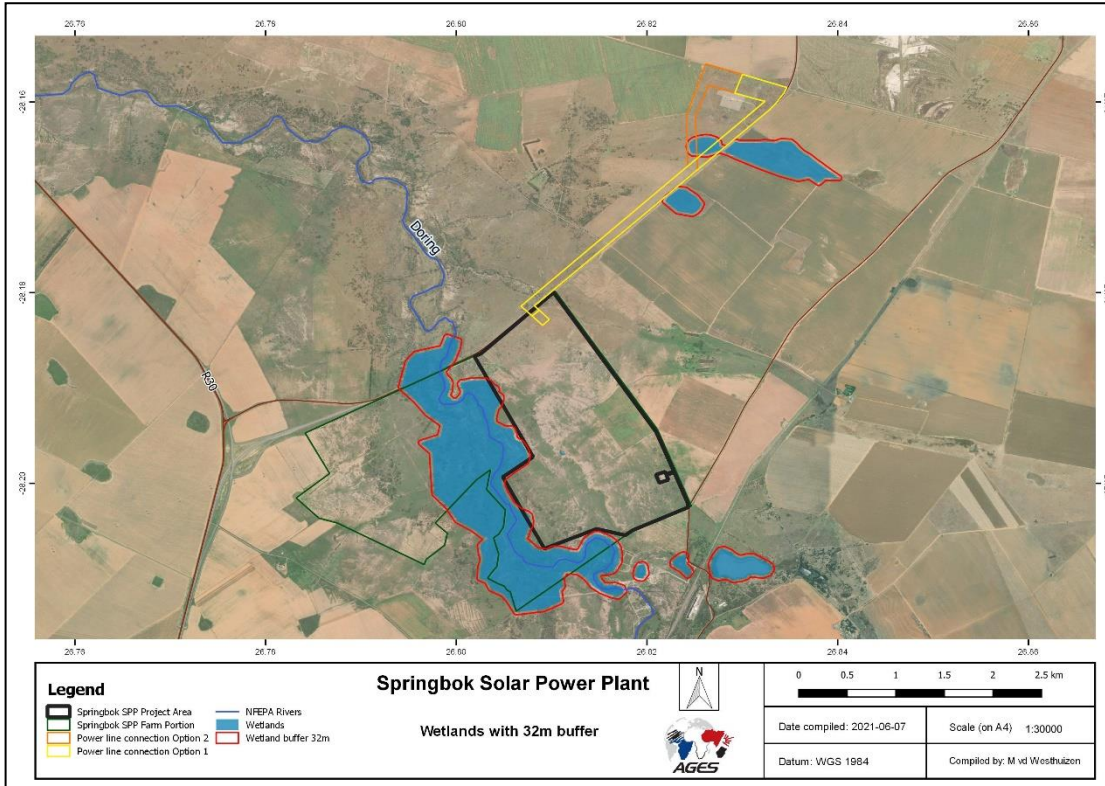 26.76 26.78 26.80 26.82 26.84 26.86
-28.16
Doring
-28.18
R30
-28.20
26.76 26.78 26.80 26.82 26.84 26.86
Legend
Springbok SPP Project Area
Springbok SPP Farm Portion
Power line connection Option 2
Power line connection Option 1
NFEPA Rivers
Wetlands
Wetland buffer 32m
Springbok Solar Power Plant
Wetlands with 32m buffer
N
AGES
0 0.5 1 1.5 2 2.5 km
Date compiled: 2021-06-07
Scale (on A4) 1:30000
Datum: WGS 1984
Compiled by: M vd Westhuizen